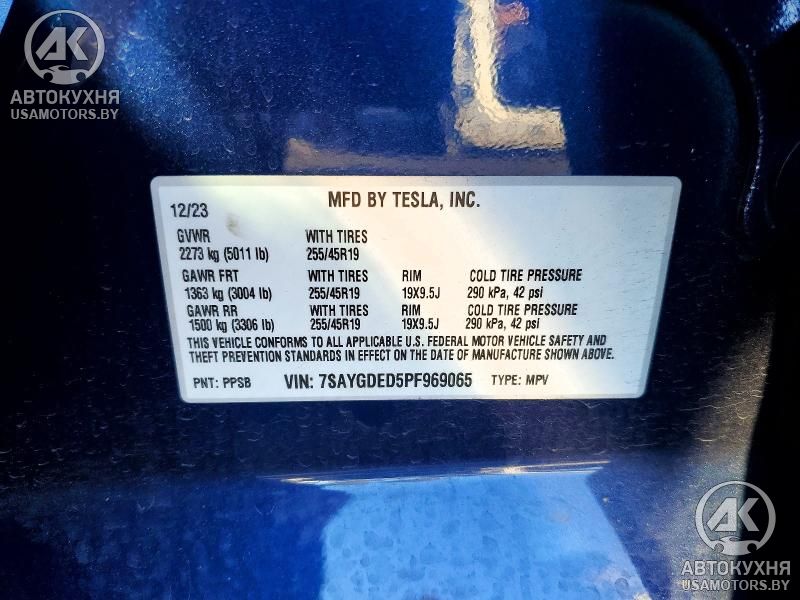 AK
АВТОКУХНЯ
USAMOTORS.BY
MFD BY TESLA, INC.
12/23
GVWR WITH TIRES
2273 kg (5011 lb) 255/45R19
GAWR FRT WITH TIRES RIM COLD TIRE PRESSURE
1363 kg (3004 lb) 255/45R19 19X9.5J 290 kPa, 42 psi
GAWR RR WITH TIRES RIM COLD TIRE PRESSURE
1500 kg (3306 lb) 255/45R19 19X9.5J 290 kPa, 42 psi
THIS VEHICLE CONFORMS TO ALL APPLICABLE U.S. FEDERAL MOTOR VEHICLE SAFETY AND
THEFT PREVENTION STANDARDS IN EFFECT ON THE DATE OF MANUFACTURE SHOWN ABOVE.
PNT: PPSB VIN: 7SAYGDED5PF969065 TYPE: MPV
AK
АВТОКУХНЯ
USAMOTORS.BY